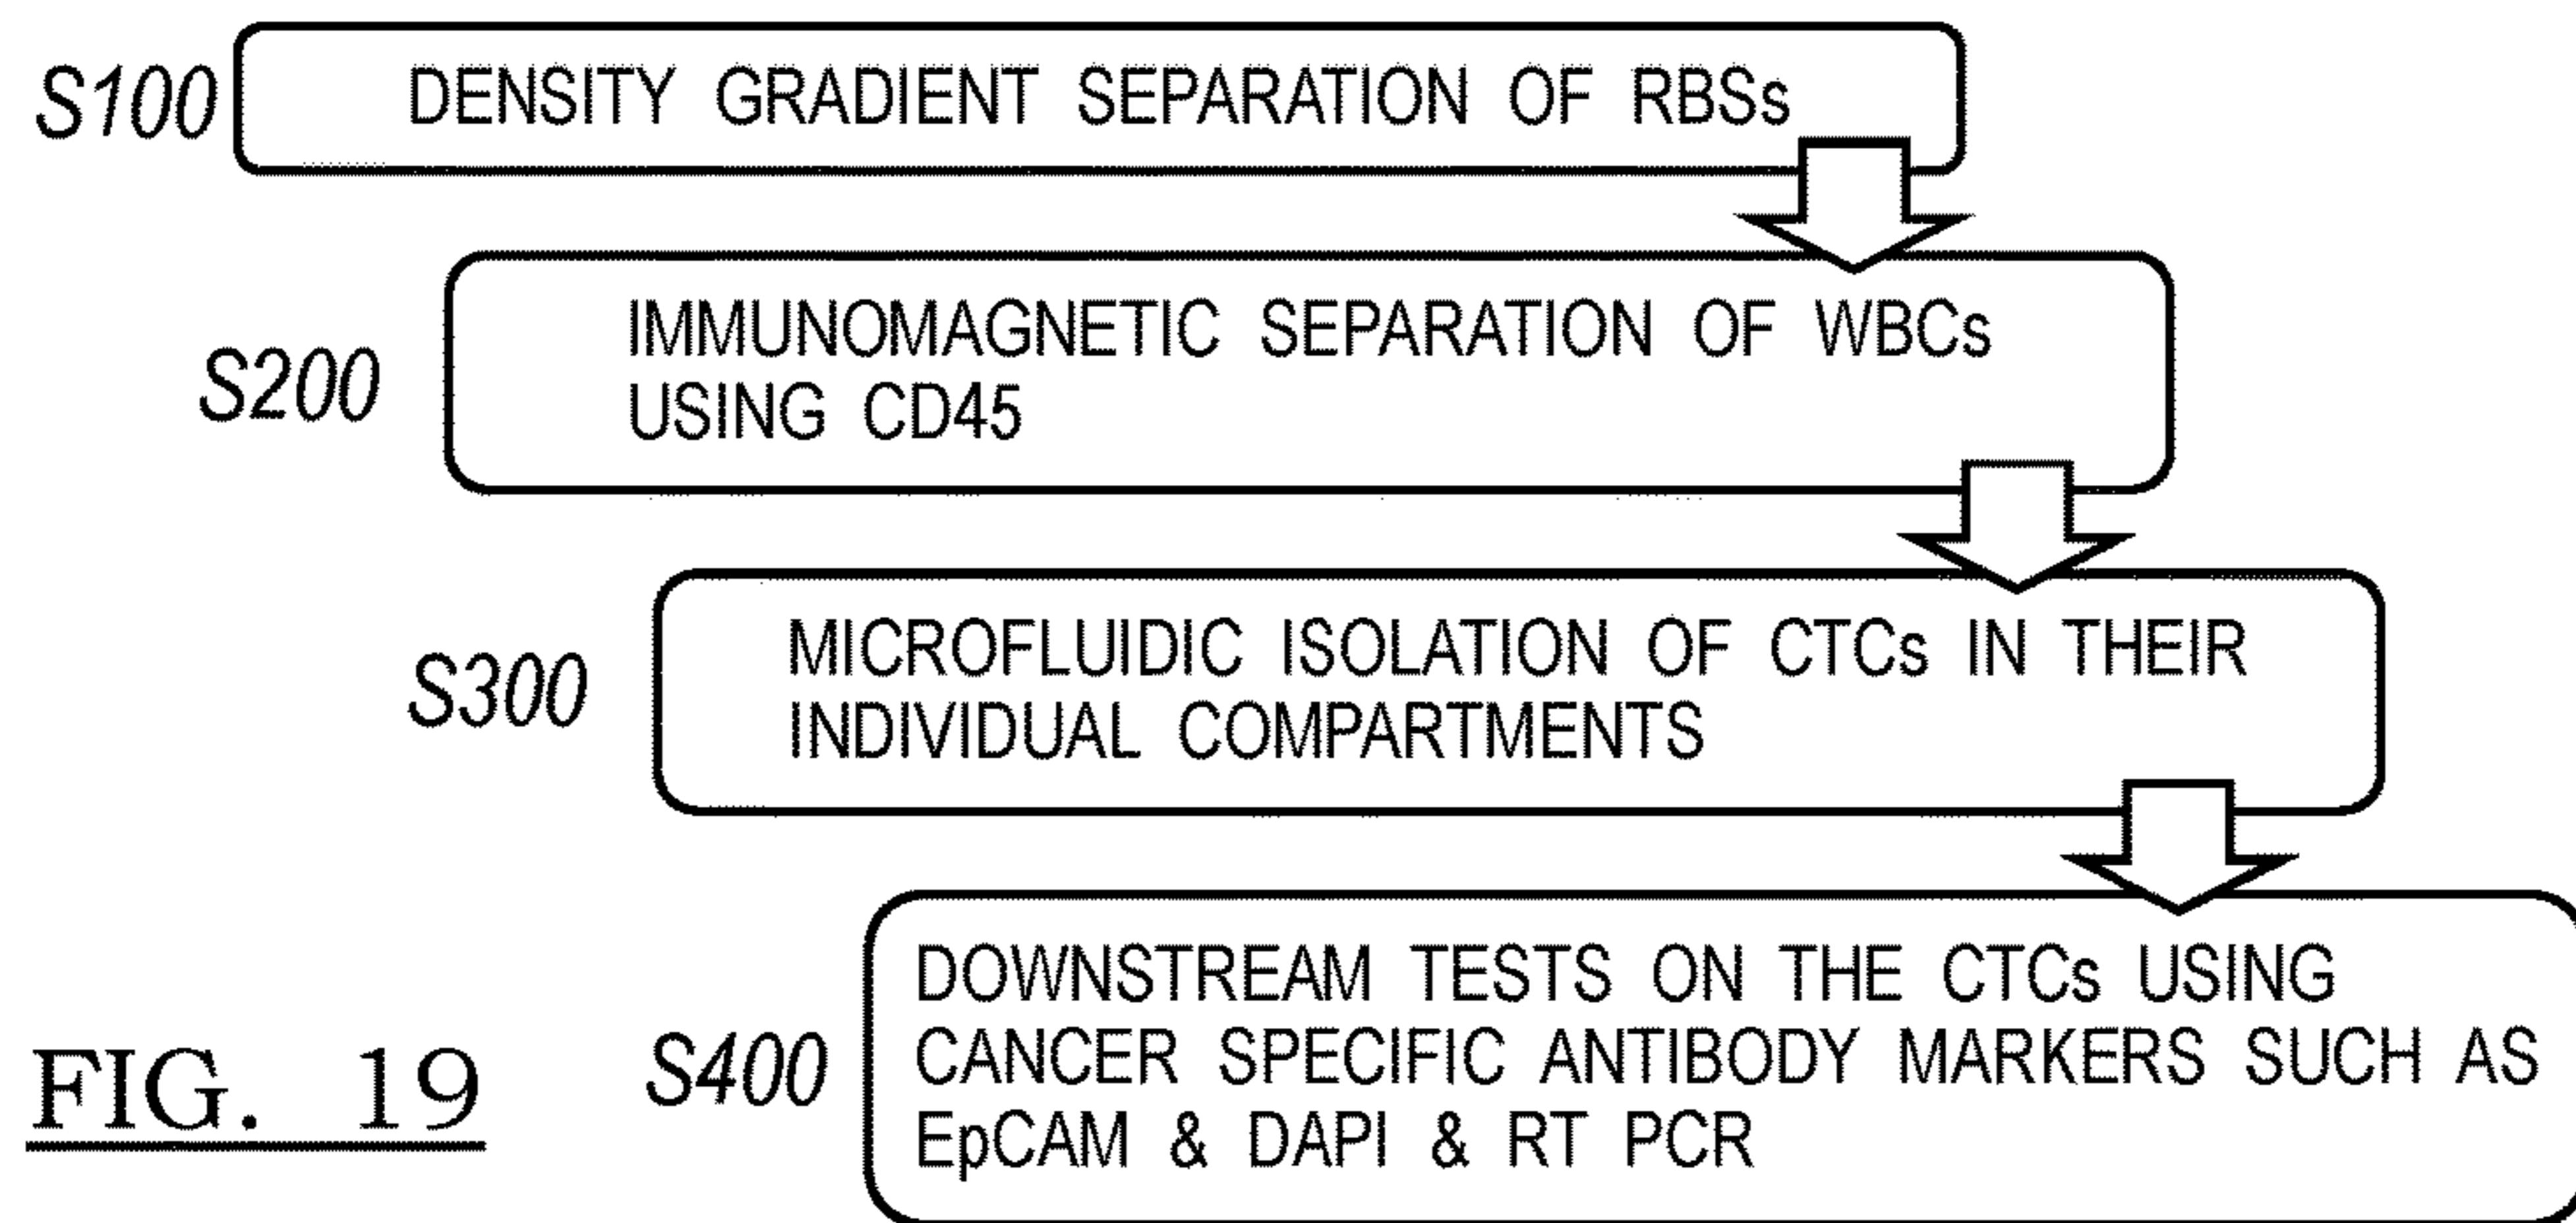 S100 DENSITY GRADIENT SEPARATION OF RBSs
IMMUNOMAGNETIC SEPARATION OF WBCs
S200
USING CD45
MICROFLUIDIC ISOLATION OF CTCs IN THEIR
S300
INDIVIDUAL COMPARTMENTS
DOWNSTREAM TESTS ON THE CTCs USING
S400
CANCER SPECIFIC ANTIBODY MARKERS SUCH AS
EpCAM & DAPI & RT PCR
FIG. 19